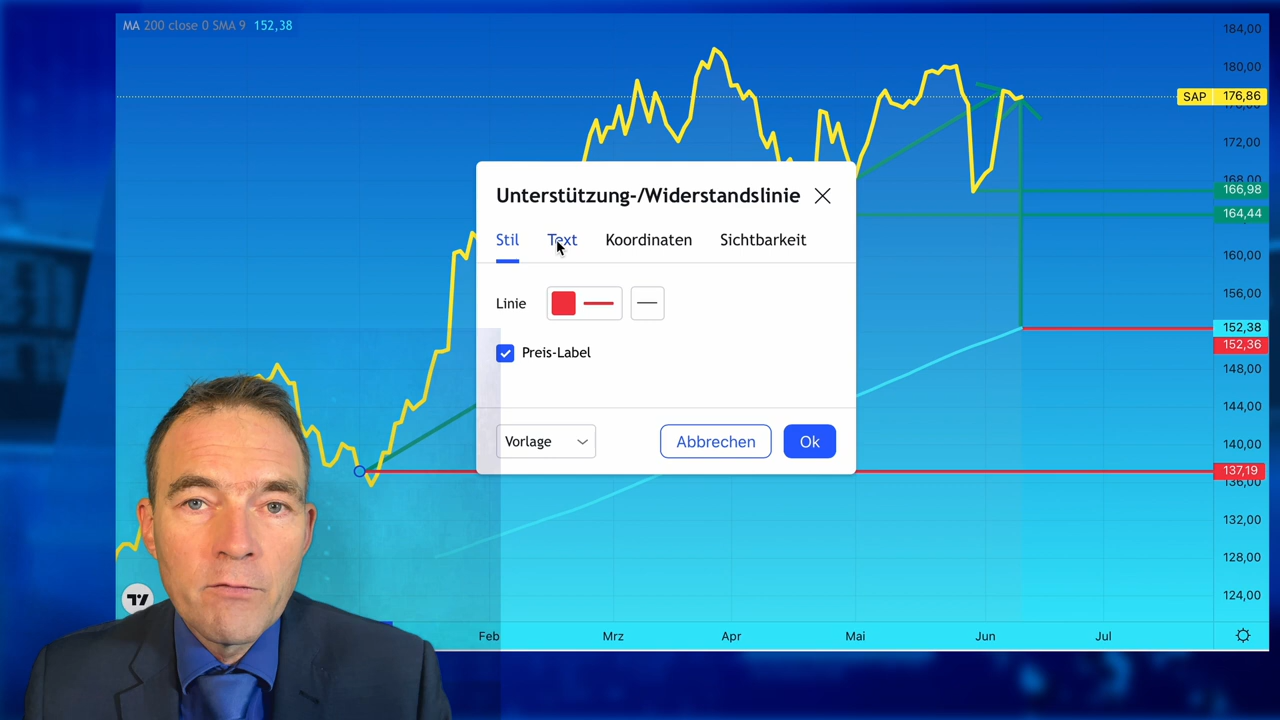 MA 200 close 0 SMA 9 152,38
184,00
180,00
SAP 176,86
172,00
168,00
166,98
164,44
160,00
156,00
152,38
152,36
148,00
144,00
140,00
137,19
136,00
132,00
128,00
124,00
Unterstützung-/Widerstandslinie
Stil Text Koordinaten Sichtbarkeit
Linie
Preis-Label
Vorlage Abbrechen Ok
Feb Mrz Apr Mai Jun Jul